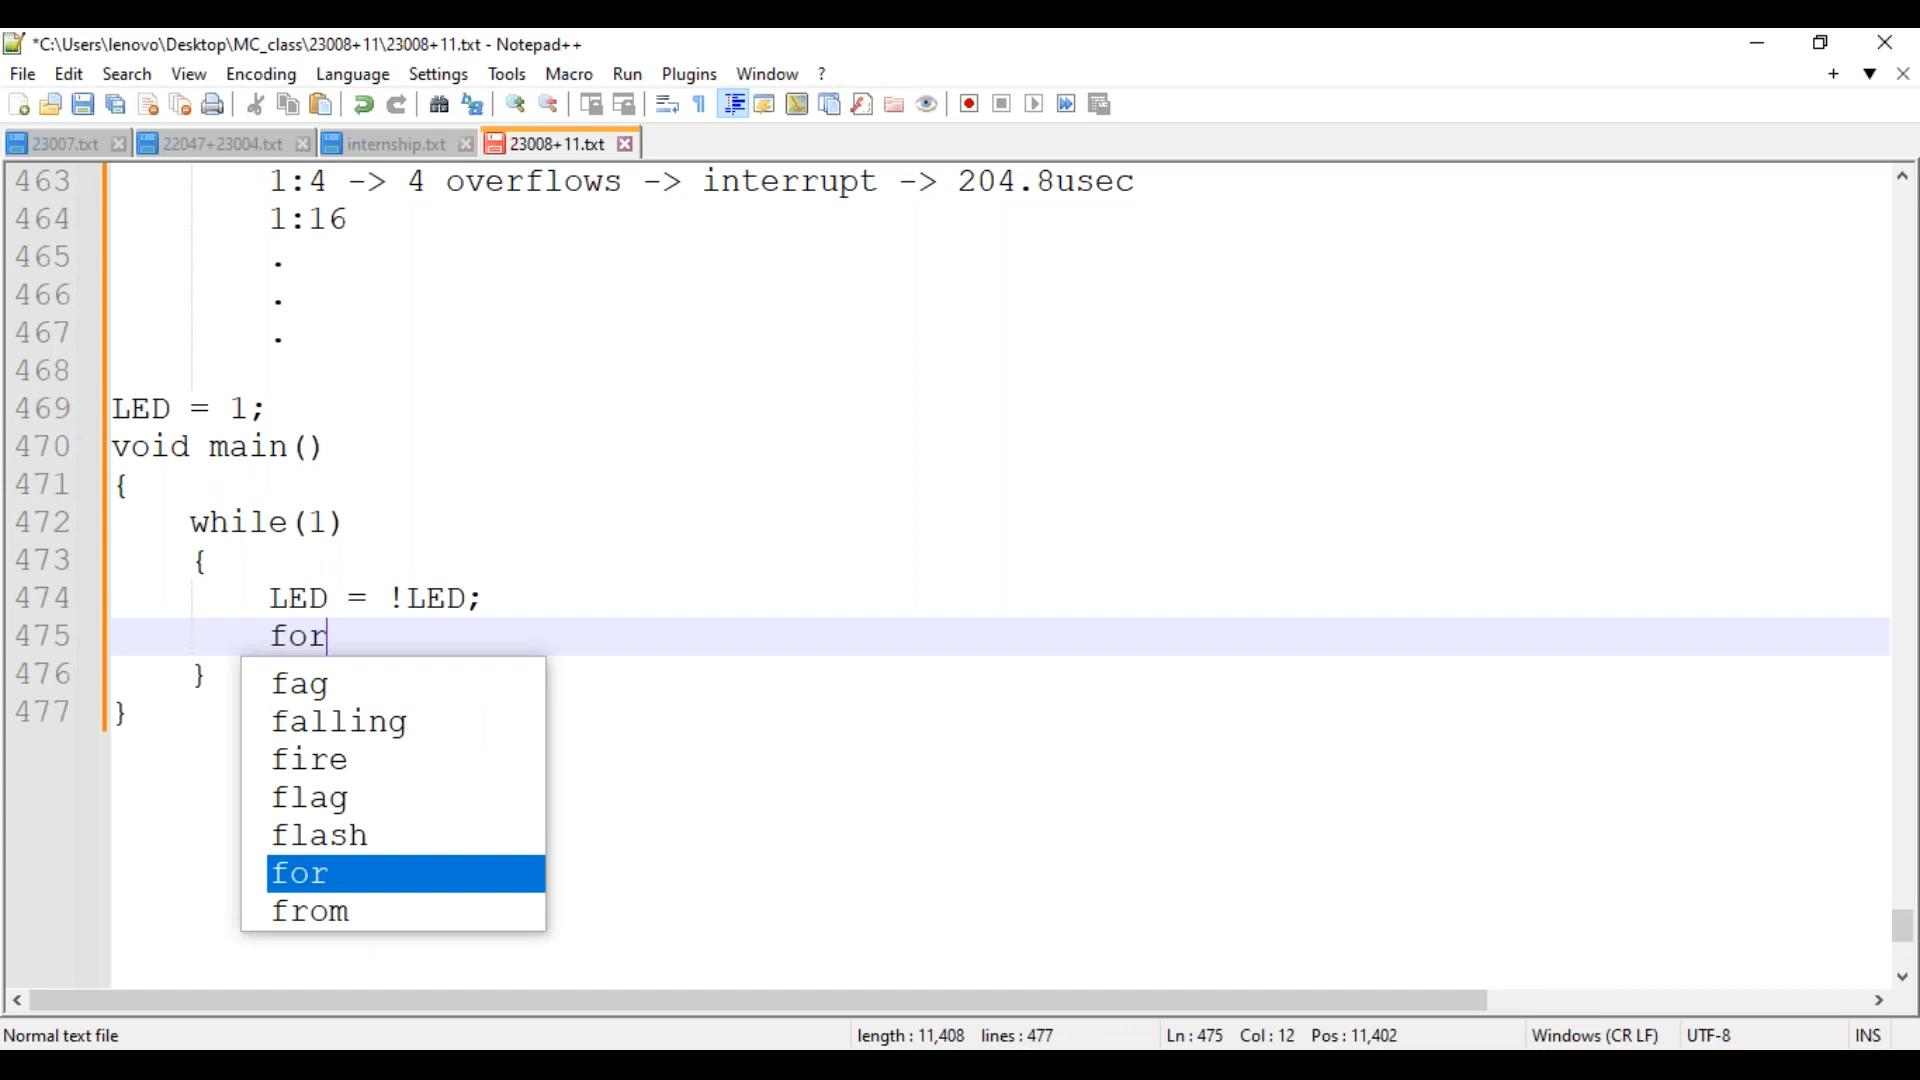 *C:\Users\lenovo\Desktop\MC_class\23008+11\23008+11.txt - Notepad++
File Edit Search View Encoding Language Settings Tools Macro Run Plugins Window ?
23007.txt 22047+23004.txt internship.txt 23008+11.txt
463 1:4 -> 4 overflows -> interrupt -> 204.8usec
464 1:16
465 .
466 .
467 .
468
469 LED = 1;
470 void main()
471 {
472 while(1)
473 {
474 LED = !LED;
475 for
476 }
477 }
fag
falling
fire
flag
flash
for
from
Normal text file length : 11,408 lines : 477 Ln : 475 Col : 12 Pos : 11,402 Windows (CR LF) UTF-8 INS